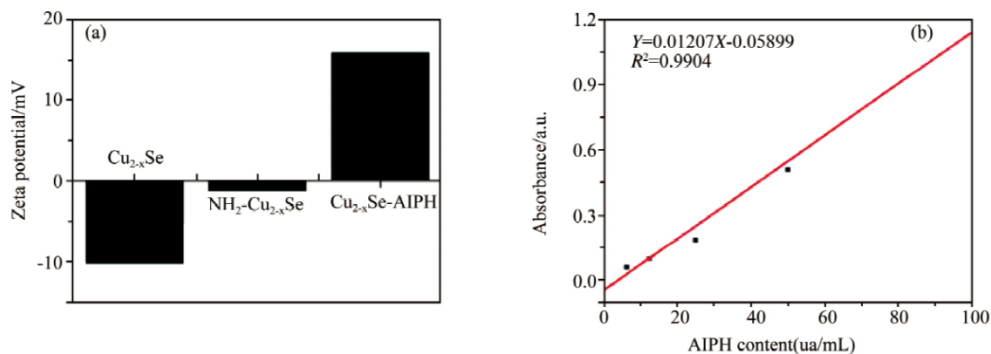 (a)
20
10
0
-10
Zeta potential/mV
Cu2-xSe
NH2-Cu2-xSe
Cu2-xSe-AIPH
(b)
Y=0.01207X-0.05899
R2=0.9904
1.2
0.9
0.6
0.3
0.0
Absorbance/a.u.
0 20 40 60 80 100
AIPH content(ua/mL)